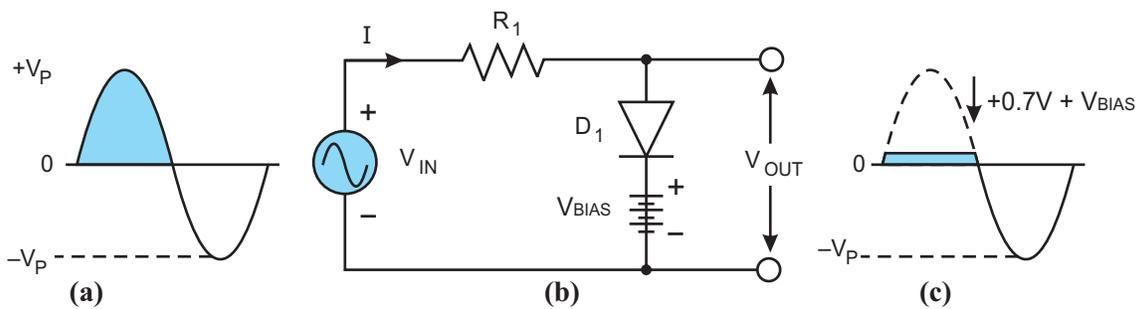 +VP
0
–VP
(a)
I
R1
+
VIN
–
D1
VBIAS
+
–
VOUT
(b)
+0.7V + VBIAS
0
–VP
(c)